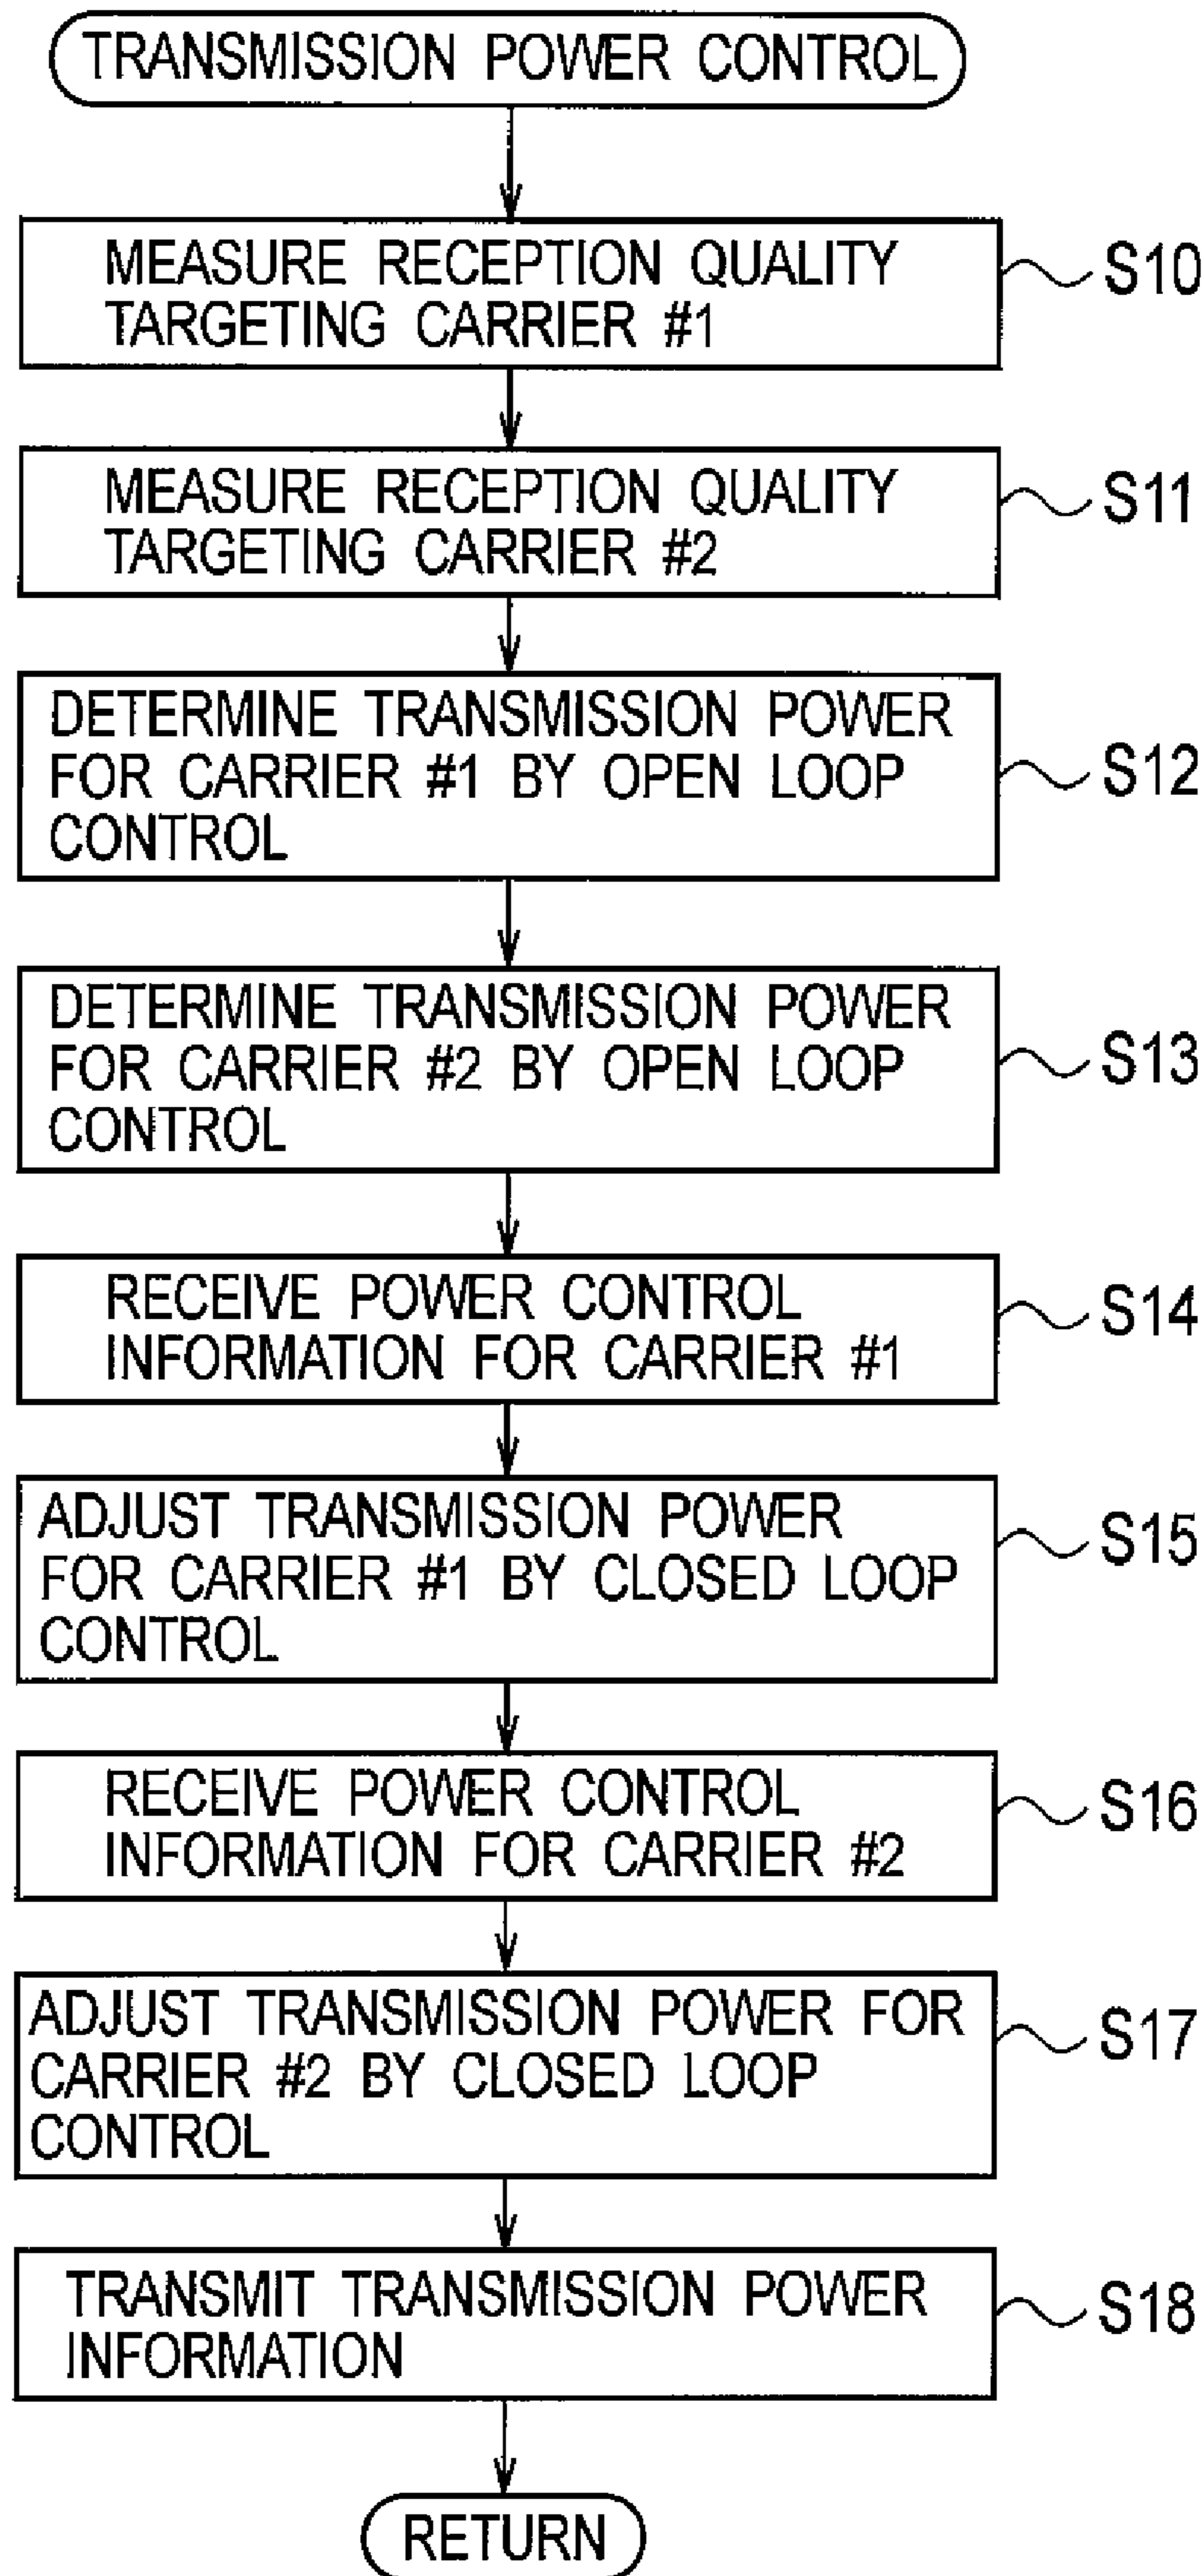 TRANSMISSION POWER CONTROL
MEASURE RECEPTION QUALITY
TARGETING CARRIER #1
S10
MEASURE RECEPTION QUALITY
TARGETING CARRIER #2
S11
DETERMINE TRANSMISSION POWER
FOR CARRIER #1 BY OPEN LOOP
CONTROL
S12
DETERMINE TRANSMISSION POWER
FOR CARRIER #2 BY OPEN LOOP
CONTROL
S13
RECEIVE POWER CONTROL
INFORMATION FOR CARRIER #1
S14
ADJUST TRANSMISSION POWER
FOR CARRIER #1 BY CLOSED LOOP
CONTROL
S15
RECEIVE POWER CONTROL
INFORMATION FOR CARRIER #2
S16
ADJUST TRANSMISSION POWER FOR
CARRIER #2 BY CLOSED LOOP
CONTROL
S17
TRANSMIT TRANSMISSION POWER
INFORMATION
S18
RETURN